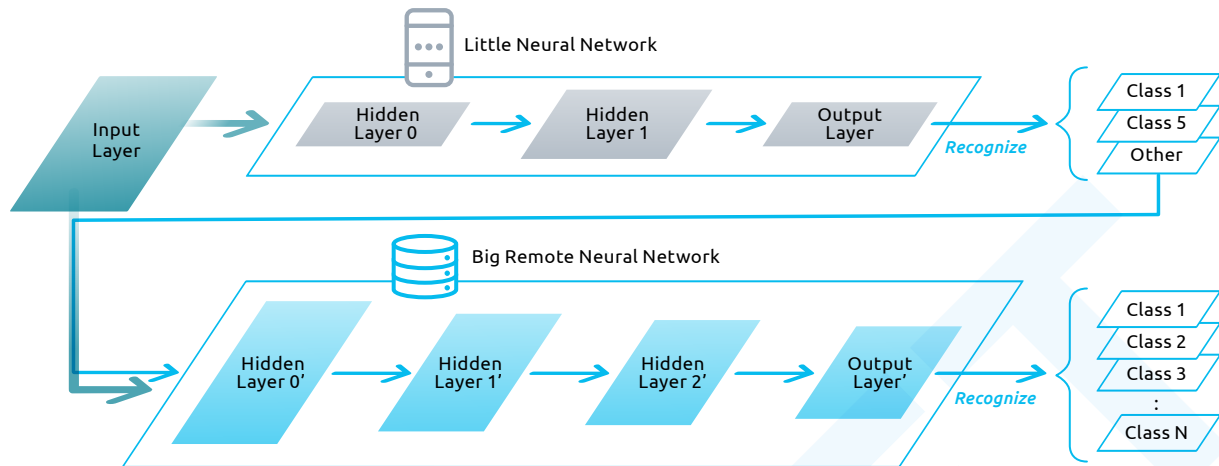 Little Neural Network
Input
Layer
Hidden
Layer 0
Hidden
Layer 1
Output
Layer
Recognize
Class 1
Class 5
Other
Big Remote Neural Network
Hidden
Layer 0’
Hidden
Layer 1’
Hidden
Layer 2’
Output
Layer’
Recognize
Class 1
Class 2
Class 3
:
Class N